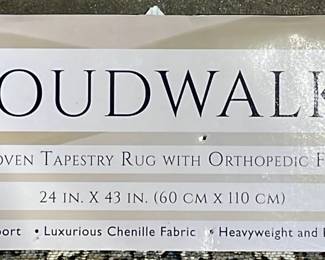 OUDWALK
OVEN TAPESTRY RUG WITH ORTHOPEDIC F
24 IN. X 43 IN. (60 CM X 110 CM)
port • Luxurious Chenille Fabric • Heavyweight and